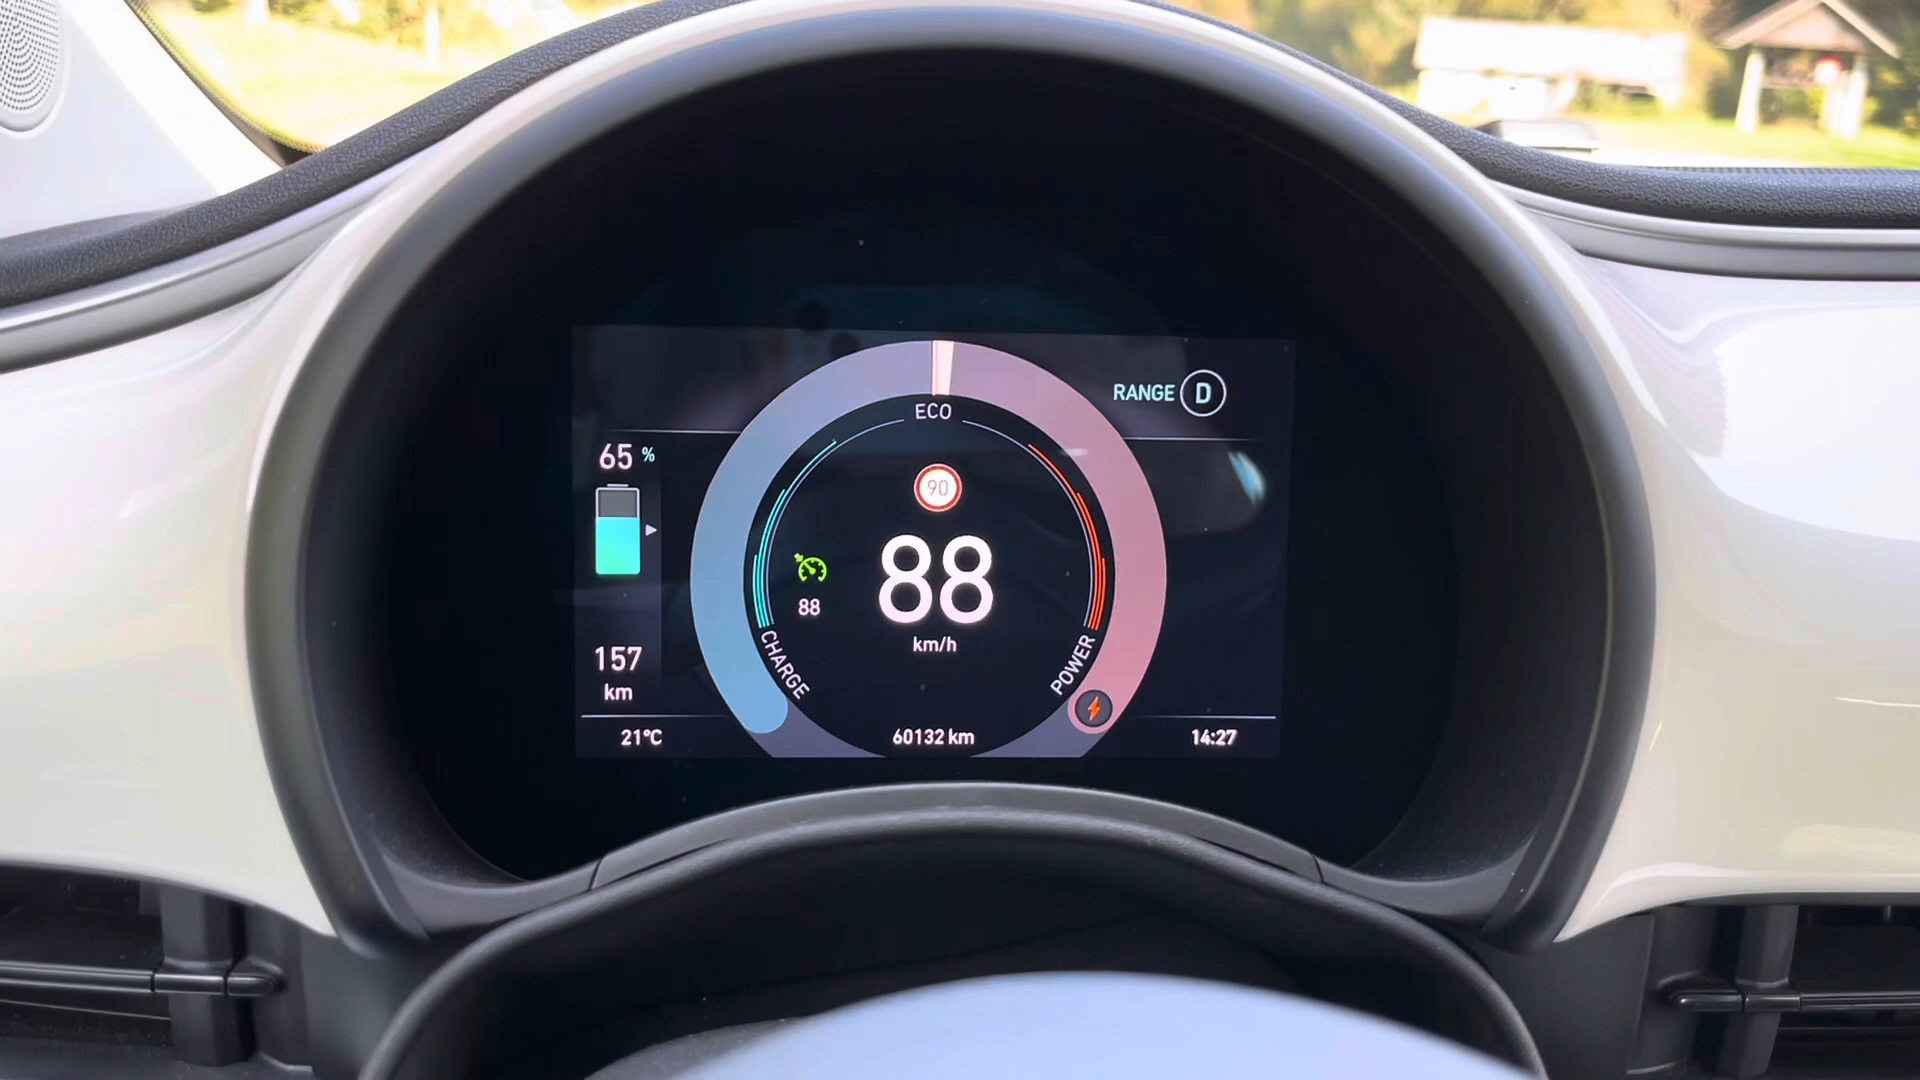 RANGE D
ECO
65 %
90
88
88
km/h
CHARGE
POWER
157
km
21°C
60132 km
14:27